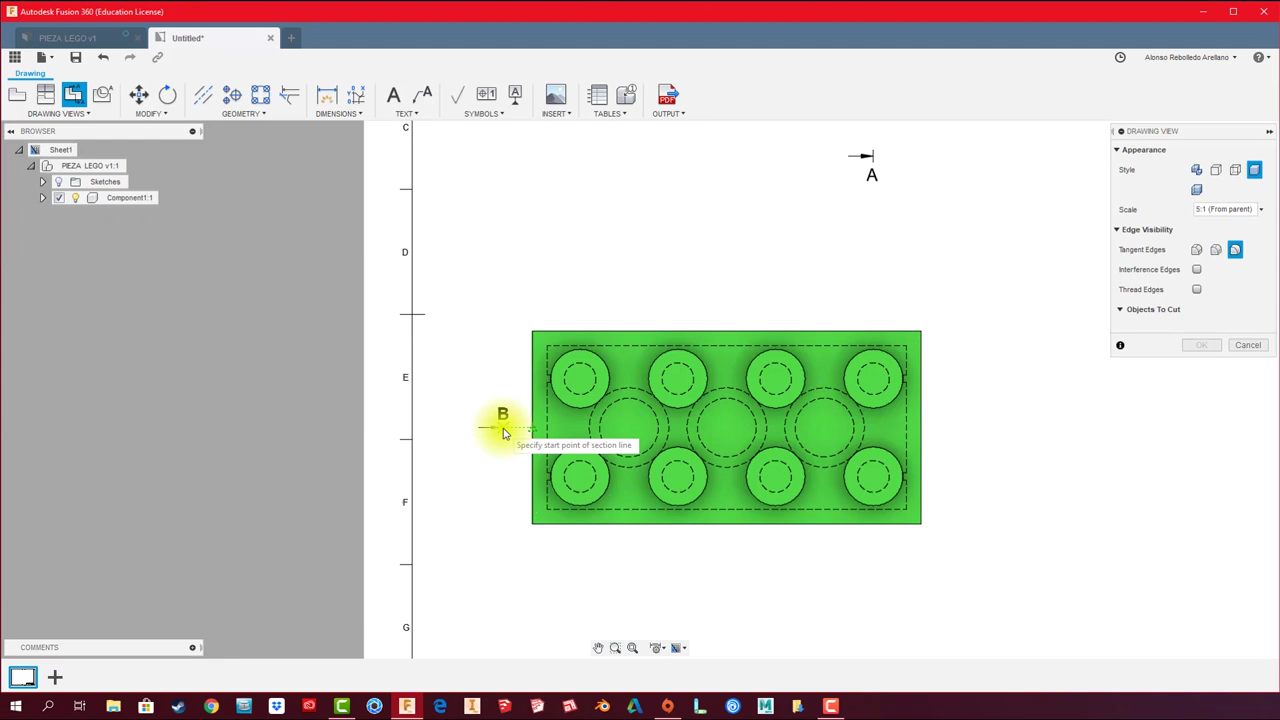 Autodesk Fusion 360 (Education License)
PIEZA LEGO v1
Untitled*
Alonso Rebolledo Arellano
Drawing
DRAWING VIEWS
MODIFY
GEOMETRY
DIMENSIONS
TEXT
SYMBOLS
INSERT
TABLES
OUTPUT
PDF
BROWSER
Sheet1
PIEZA LEGO v1:1
Sketches
Component1:1
C
D
E
F
G
A
B
Specify start point of section line
DRAWING VIEW
Appearance
Style
Scale
5:1 (From parent)
Edge Visibility
Tangent Edges
Interference Edges
Thread Edges
Objects To Cut
OK
Cancel
COMMENTS